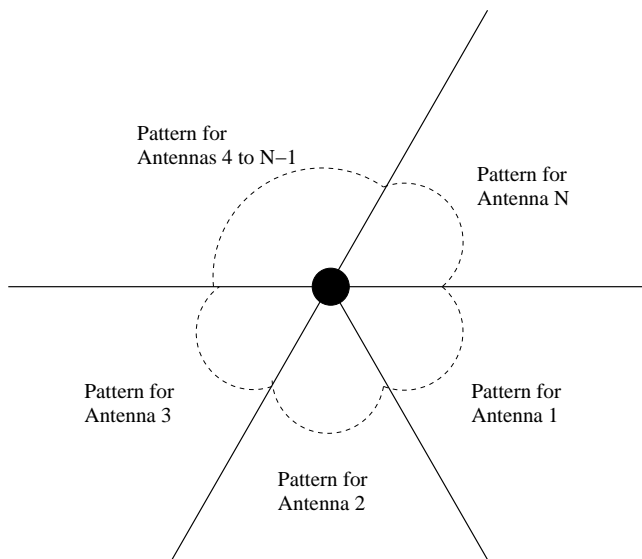 Pattern for
Antennas 4 to N−1
Pattern for
Antenna N
Pattern for
Antenna 3
Pattern for
Antenna 1
Pattern for
Antenna 2